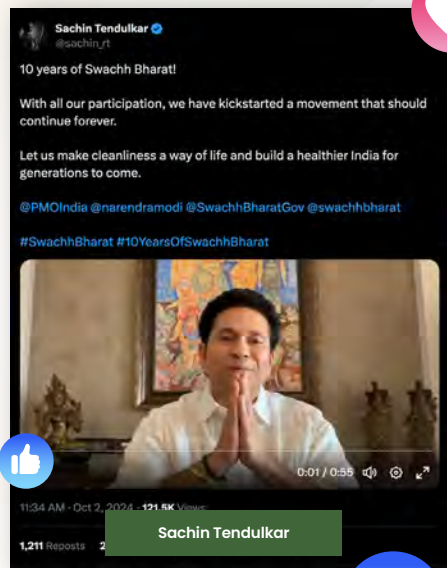 Sachin Tendulkar
@sachin_rt
10 years of Swachh Bharat!
With all our participation, we have kickstarted a movement that should
continue forever.
Let us make cleanliness a way of life and build a healthier India for
generations to come.
@PMOIndia @narendramodi @SwachhBharatGov @swachhbharat
#SwachhBharat #10YearsOfSwachhBharat
0:01 / 0:55
11:34 AM · Oct 2, 2024 · 121.5K Views
Sachin Tendulkar
1,211 Reposts 2